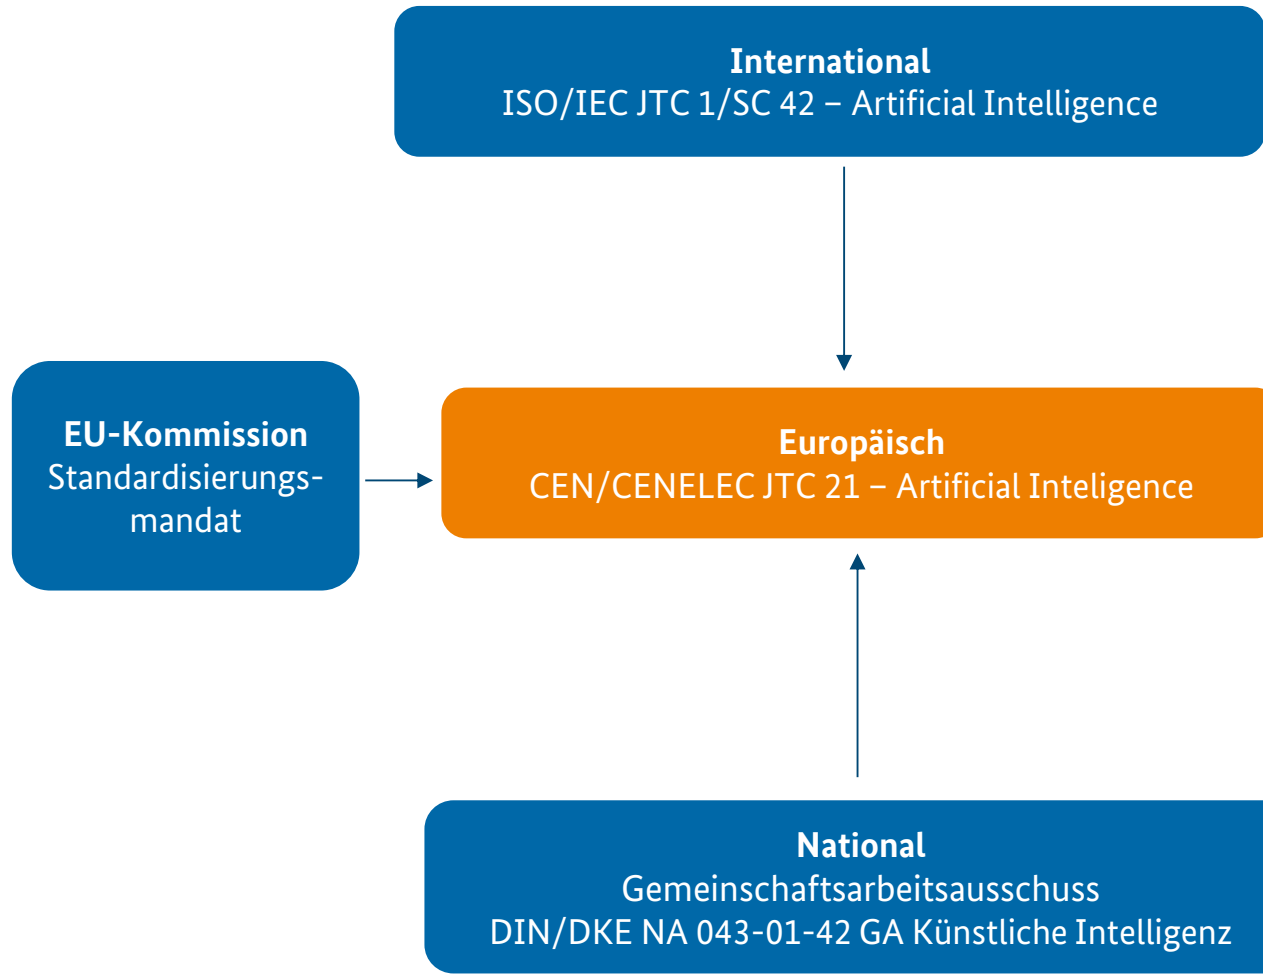 International
ISO/IEC JTC 1/SC 42 – Artificial Intelligence
EU-Kommission
Standardisierungs-
mandat
Europäisch
CEN/CENELEC JTC 21 – Artificial Inteligence
National
Gemeinschaftsarbeitsausschuss
DIN/DKE NA 043-01-42 GA Künstliche Intelligenz